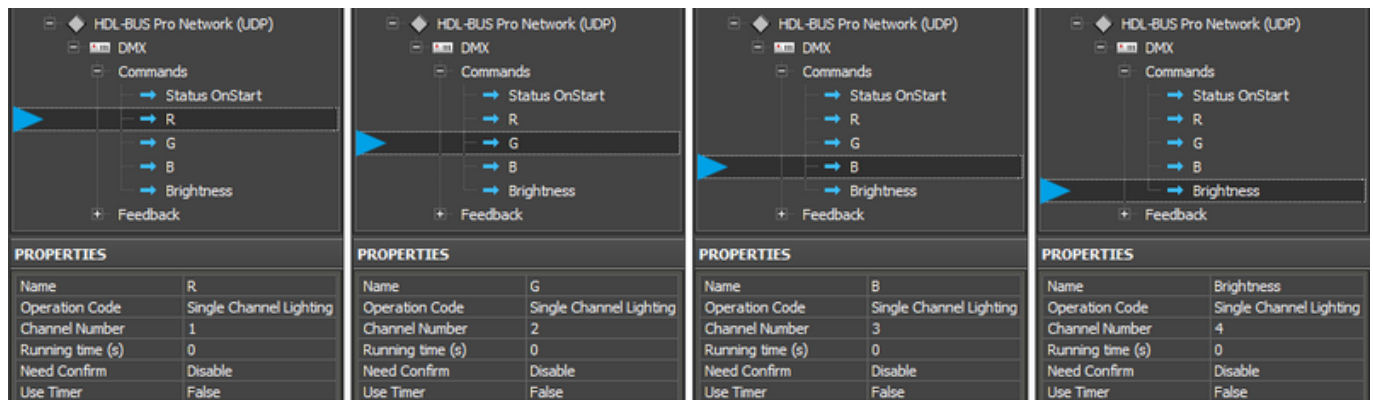 HDL-BUS Pro Network (UDP)
DMX
Commands
Status OnStart
R
G
B
Brightness
Feedback
PROPERTIES
Name R
Operation Code Single Channel Lighting
Channel Number 1
Running time (s) 0
Need Confirm Disable
Use Timer False
HDL-BUS Pro Network (UDP)
DMX
Commands
Status OnStart
R
G
B
Brightness
Feedback
PROPERTIES
Name G
Operation Code Single Channel Lighting
Channel Number 2
Running time (s) 0
Need Confirm Disable
Use Timer False
HDL-BUS Pro Network (UDP)
DMX
Commands
Status OnStart
R
G
B
Brightness
Feedback
PROPERTIES
Name B
Operation Code Single Channel Lighting
Channel Number 3
Running time (s) 0
Need Confirm Disable
Use Timer False
HDL-BUS Pro Network (UDP)
DMX
Commands
Status OnStart
R
G
B
Brightness
Feedback
PROPERTIES
Name Brightness
Operation Code Single Channel Lighting
Channel Number 4
Running time (s) 0
Need Confirm Disable
Use Timer False